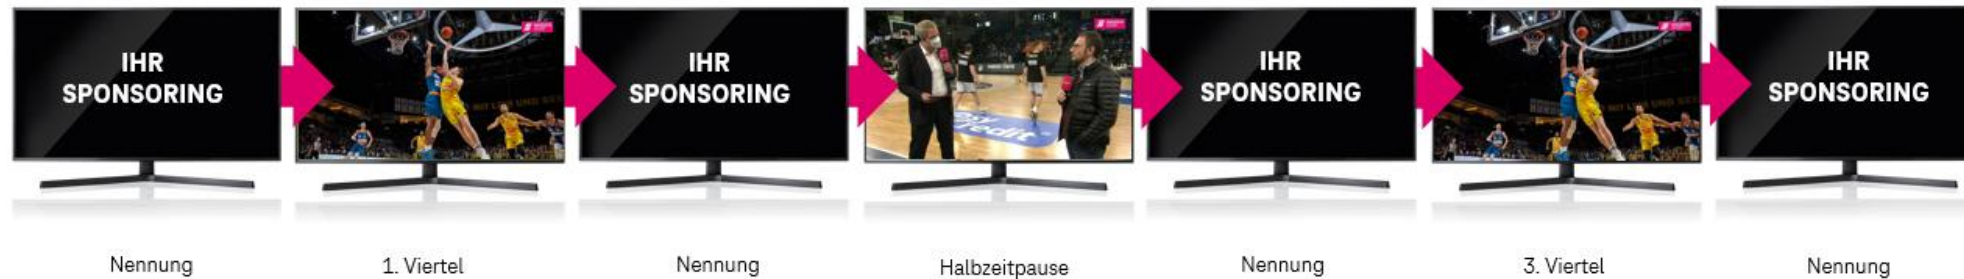 IHR
SPONSORING
IHR
SPONSORING
IHR
SPONSORING
IHR
SPONSORING
Nennung
1. Viertel
Nennung
Halbzeitpause
Nennung
3. Viertel
Nennung